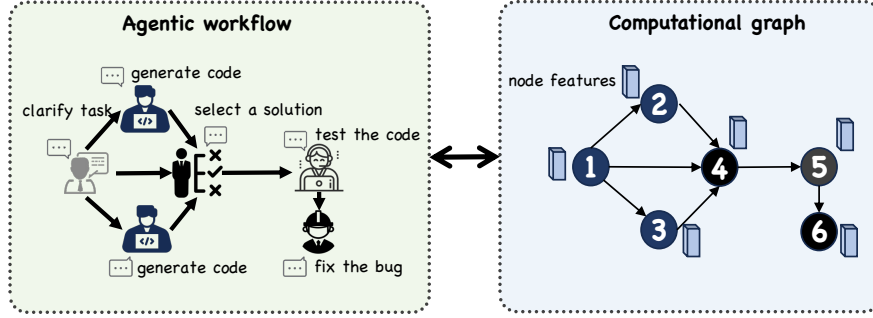 Agentic workflow
generate code
clarify task
select a solution
test the code
generate code
fix the bug
Computational graph
node features
2
1
4
5
3
6